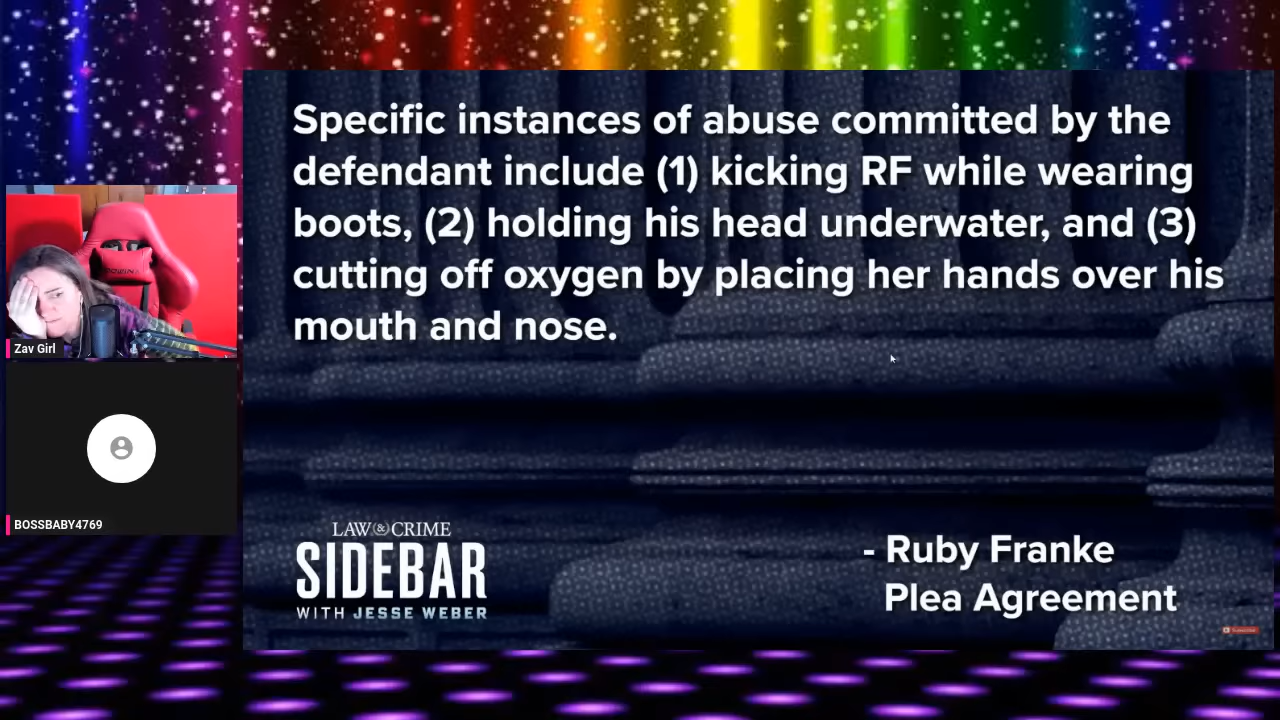 Specific instances of abuse committed by the
defendant include (1) kicking RF while wearing
boots, (2) holding his head underwater, and (3)
cutting off oxygen by placing her hands over his
mouth and nose.
Zav Girl
BOSSBABY4769
LAW & CRIME
SIDEBAR
WITH JESSE WEBER
- Ruby Franke
Plea Agreement